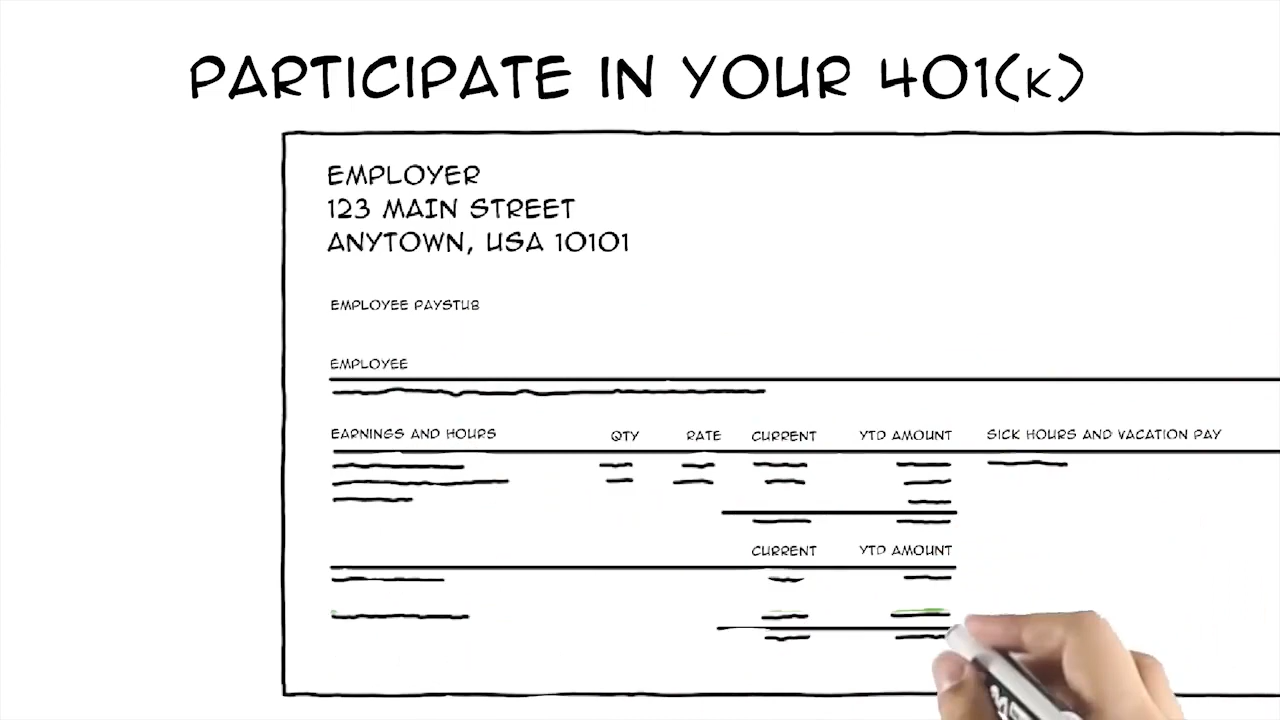 PARTICIPATE IN YOUR 401(K)
EMPLOYER
123 MAIN STREET
ANYTOWN, USA 10101
EMPLOYEE PAYSTUB
EMPLOYEE
EARNINGS AND HOURS QTY RATE CURRENT YTD AMOUNT SICK HOURS AND VACATION PAY
CURRENT YTD AMOUNT